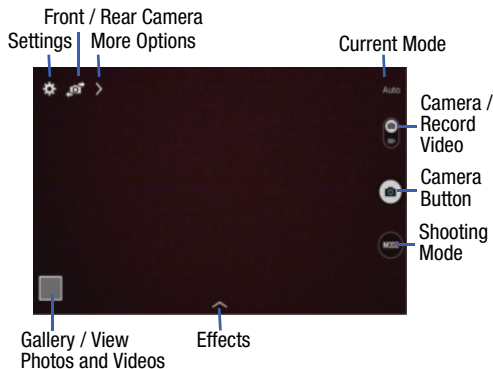 Front / Rear Camera
Settings
More Options
Current Mode
Auto
Camera /
Record
Video
Camera
Button
MODE
Shooting
Mode
Gallery / View
Photos and Videos
Effects